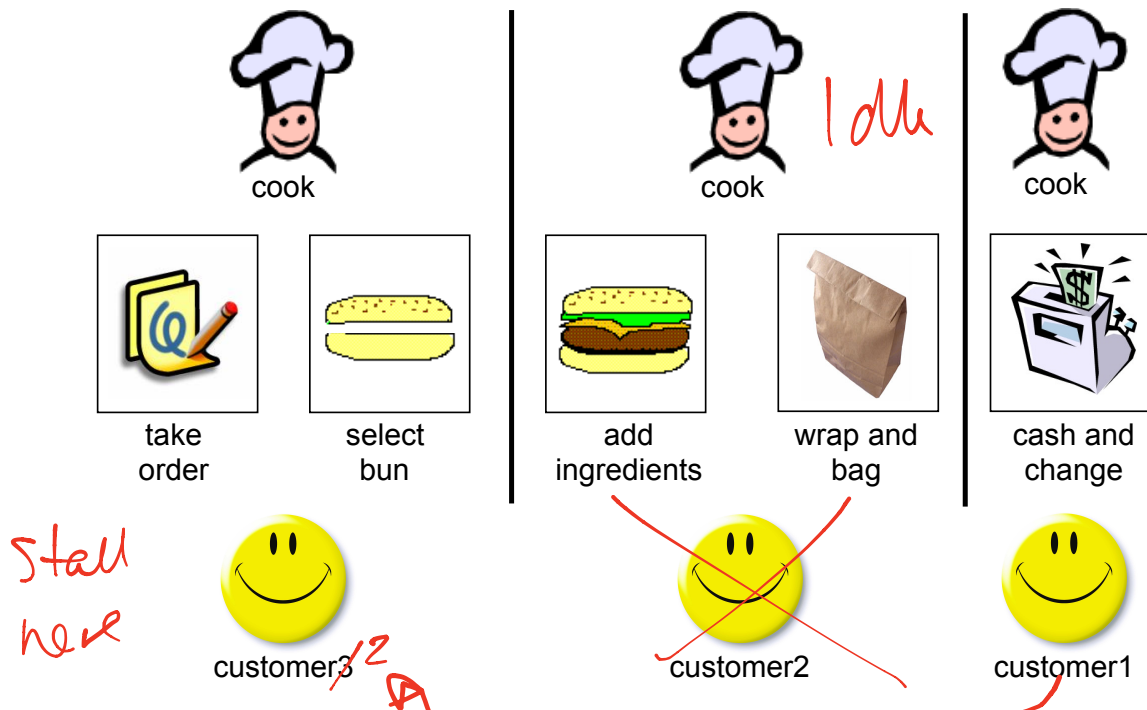 Idle
cook
cook
cook
take
order
select
bun
add
ingredients
wrap and
bag
cash and
change
Stall
here
customer3 2
customer2
customer1